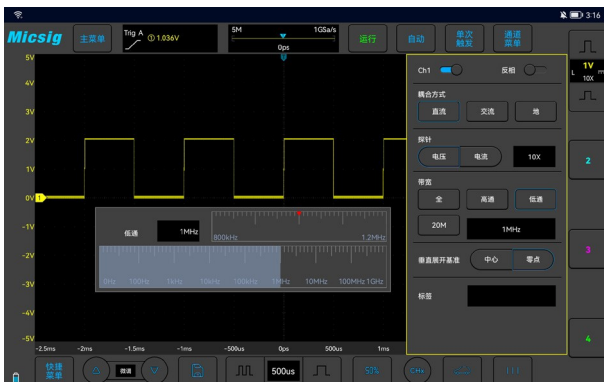 3:16
Micsig
主菜单
Trig A ① 1.036V
5M 1GSa/s
0ps
运行
自动
单次
触发
通道
菜单
5V
4V
3V
2V
1V
0V 1
-1V
-2V
-3V
-4V
-5V
-2.5ms -2ms -1.5ms -1ms -500us 0ps 500us 1ms
低通 1MHz
800kHz 1.2MHz
0Hz 100Hz 1kHz 10kHz 100kHz 1MHz 10MHz 100MHz 1GHz
Ch1 反相
耦合方式
直流 交流 地
探针
电压 电流 10X
带宽
全 高通 低通
20M 1MHz
垂直展开基准 中心 零点
标签
1V
L
10X
2
3
4
快捷
菜单
微调
500us
50%
CHx